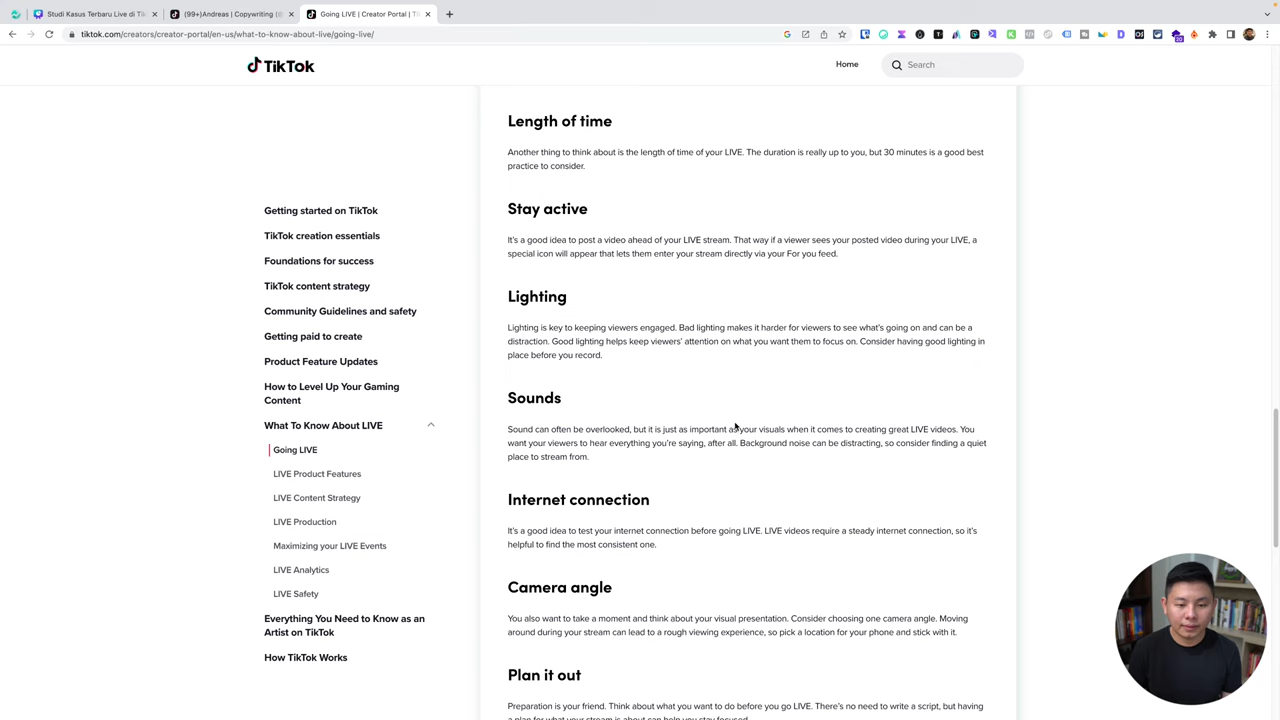 Studi Kasus Terbaru Live di Ti
(99+)Andreas | Copywriting (@
Going LIVE | Creator Portal | Ti
tiktok.com/creators/creator-portal/en-us/what-to-know-about-live/going-live/
TikTok
Home
Search
Length of time
Another thing to think about is the length of time of your LIVE. The duration is really up to you, but 30 minutes is a good best
practice to consider.
Stay active
It's a good idea to post a video ahead of your LIVE stream. That way if a viewer sees your posted video during your LIVE, a
special icon will appear that lets them enter your stream directly via your For you feed.
Lighting
Lighting is key to keeping viewers engaged. Bad lighting makes it harder for viewers to see what's going on and can be a
distraction. Good lighting helps keep viewers' attention on what you want them to focus on. Consider having good lighting in
place before you record.
Sounds
Sound can often be overlooked, but it is just as important as your visuals when it comes to creating great LIVE videos. You
want your viewers to hear everything you're saying, after all. Background noise can be distracting, so consider finding a quiet
place to stream from.
Internet connection
It's a good idea to test your internet connection before going LIVE. LIVE videos require a steady internet connection, so it's
helpful to find the most consistent one.
Camera angle
You also want to take a moment and think about your visual presentation. Consider choosing one camera angle. Moving
around during your stream can lead to a rough viewing experience, so pick a location for your phone and stick with it.
Plan it out
Preparation is your friend. Think about what you want to do before you go LIVE. There's no need to write a script, but having
a plan for what your stream is about can help you stay focused.
Getting started on TikTok
TikTok creation essentials
Foundations for success
TikTok content strategy
Community Guidelines and safety
Getting paid to create
Product Feature Updates
How to Level Up Your Gaming
Content
What To Know About LIVE
Going LIVE
LIVE Product Features
LIVE Content Strategy
LIVE Production
Maximizing your LIVE Events
LIVE Analytics
LIVE Safety
Everything You Need to Know as an
Artist on TikTok
How TikTok Works